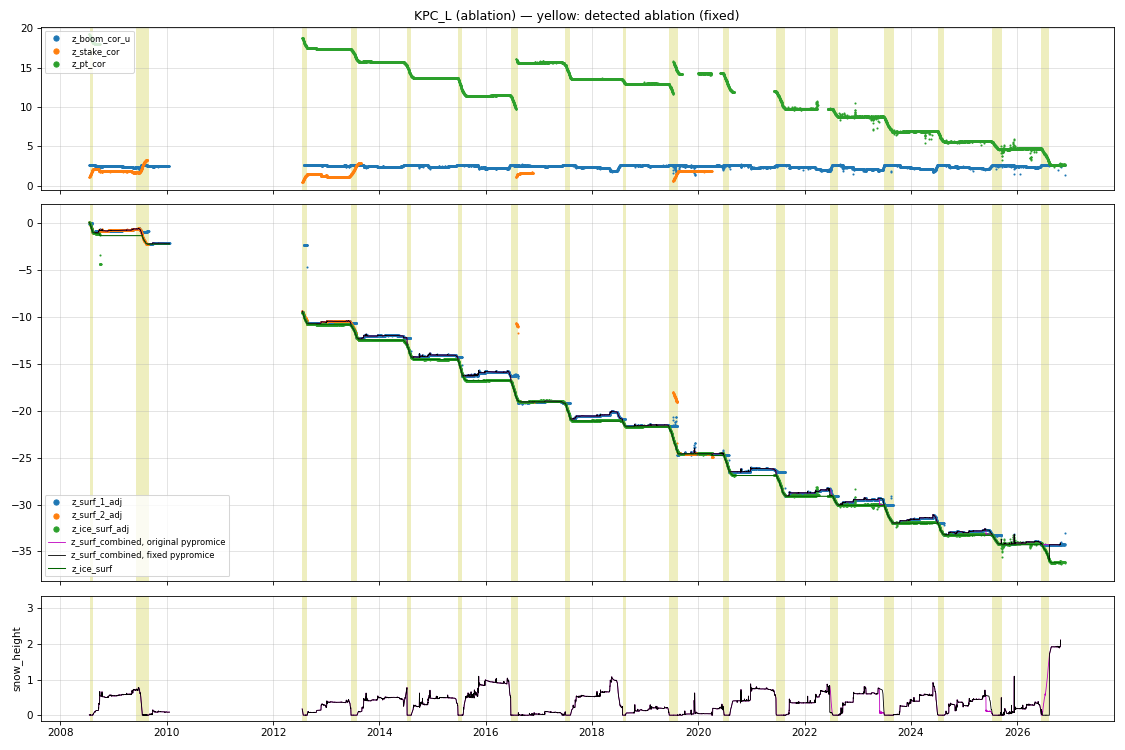 KPC_L (ablation) — yellow: detected ablation (fixed)
z_boom_cor_u
z_stake_cor
z_pt_cor
20
15
10
5
0
0
−5
−10
−15
−20
−25
−30
−35
z_surf_1_adj
z_surf_2_adj
z_ice_surf_adj
z_surf_combined, original pypromice
z_surf_combined, fixed pypromice
z_ice_surf
snow_height
3
2
1
0
2008 2010 2012 2014 2016 2018 2020 2022 2024 2026